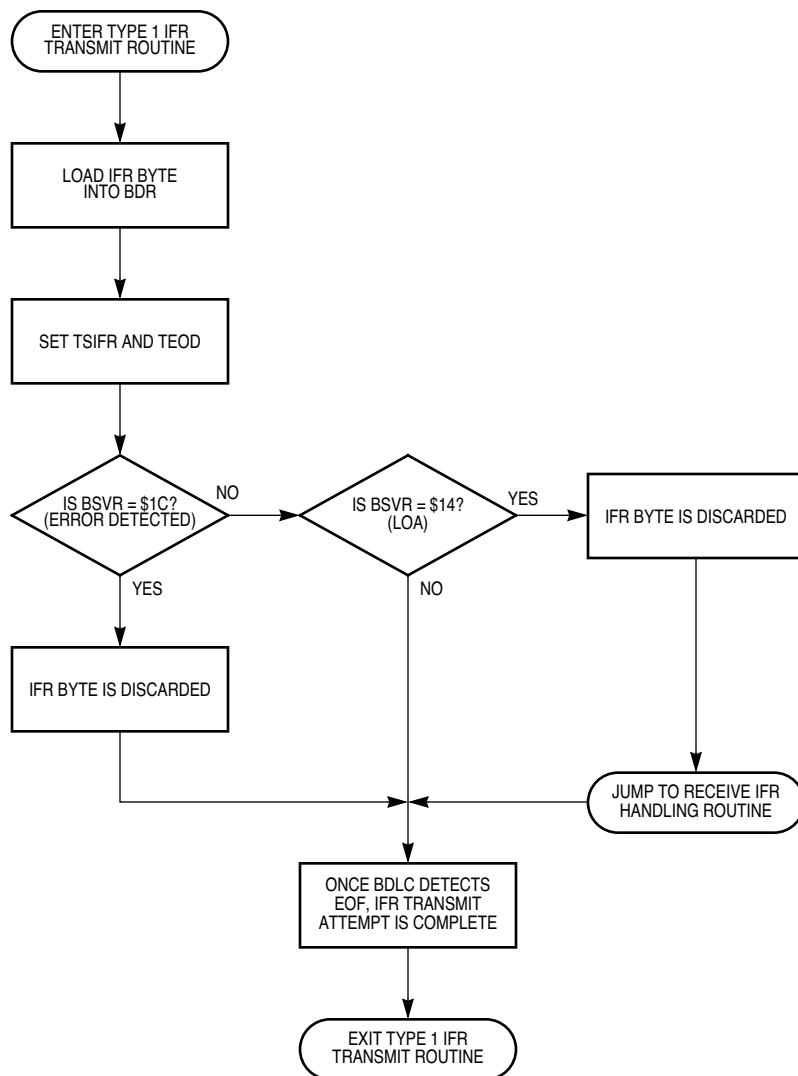 ENTER TYPE 1 IFR
TRANSMIT ROUTINE
LOAD IFR BYTE
INTO BDR
SET TSIFR AND TEOD
IS BSVR = $1C?
(ERROR DETECTED)
NO
IS BSVR = $14?
(LOA)
YES
IFR BYTE IS DISCARDED
YES
NO
IFR BYTE IS DISCARDED
JUMP TO RECEIVE IFR
HANDLING ROUTINE
ONCE BDLC DETECTS
EOF, IFR TRANSMIT
ATTEMPT IS COMPLETE
EXIT TYPE 1 IFR
TRANSMIT ROUTINE